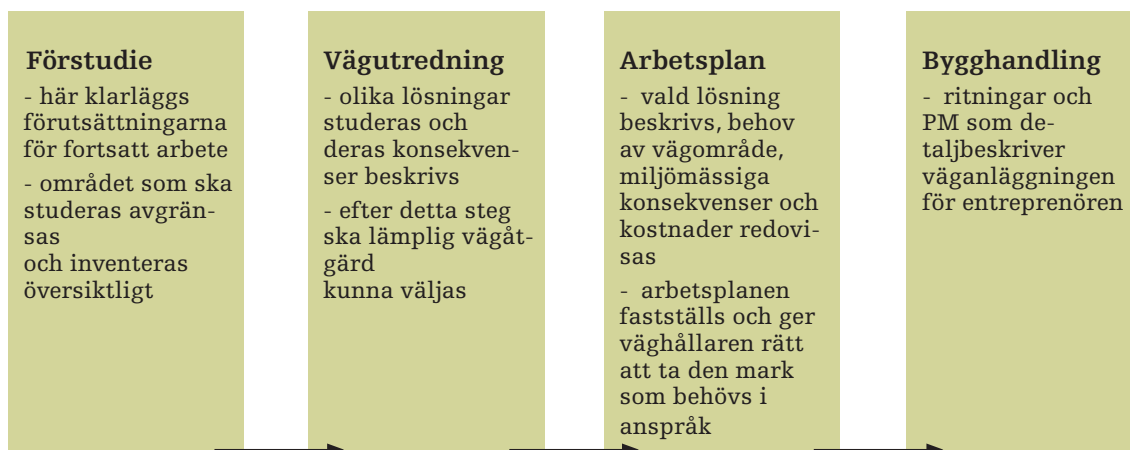 Förstudie
- här klarläggs
förutsättningarna
för fortsatt arbete
- området som ska
studeras avgrän-
sas
och inventeras
översiktligt
Vägutredning
- olika lösningar
studeras och
deras konsekven-
ser beskrivs
- efter detta steg
ska lämplig vägåt-
gärd
kunna väljas
Arbetsplan
- vald lösning
beskrivs, behov
av vägområde,
miljömässiga
konsekvenser och
kostnader redovi-
sas
- arbetsplanen
fastställs och ger
väghållaren rätt
att ta den mark
som behövs i
anspråk
Bygghandling
- ritningar och
PM som de-
taljbeskriver
väganläggningen
för entreprenören